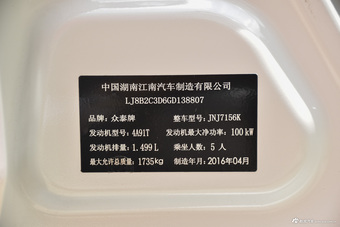 中国湖南江南汽车制造有限公司
LJ8B2C3D6GD138807
品牌：众泰牌 整车型号：JNJ7156K
发动机型号：4A91T 发动机最大净功率：100 kW
发动机排量：1.499 L 乘坐人数：5 人
最大允许总质量：1735kg 制造年月：2016年04月